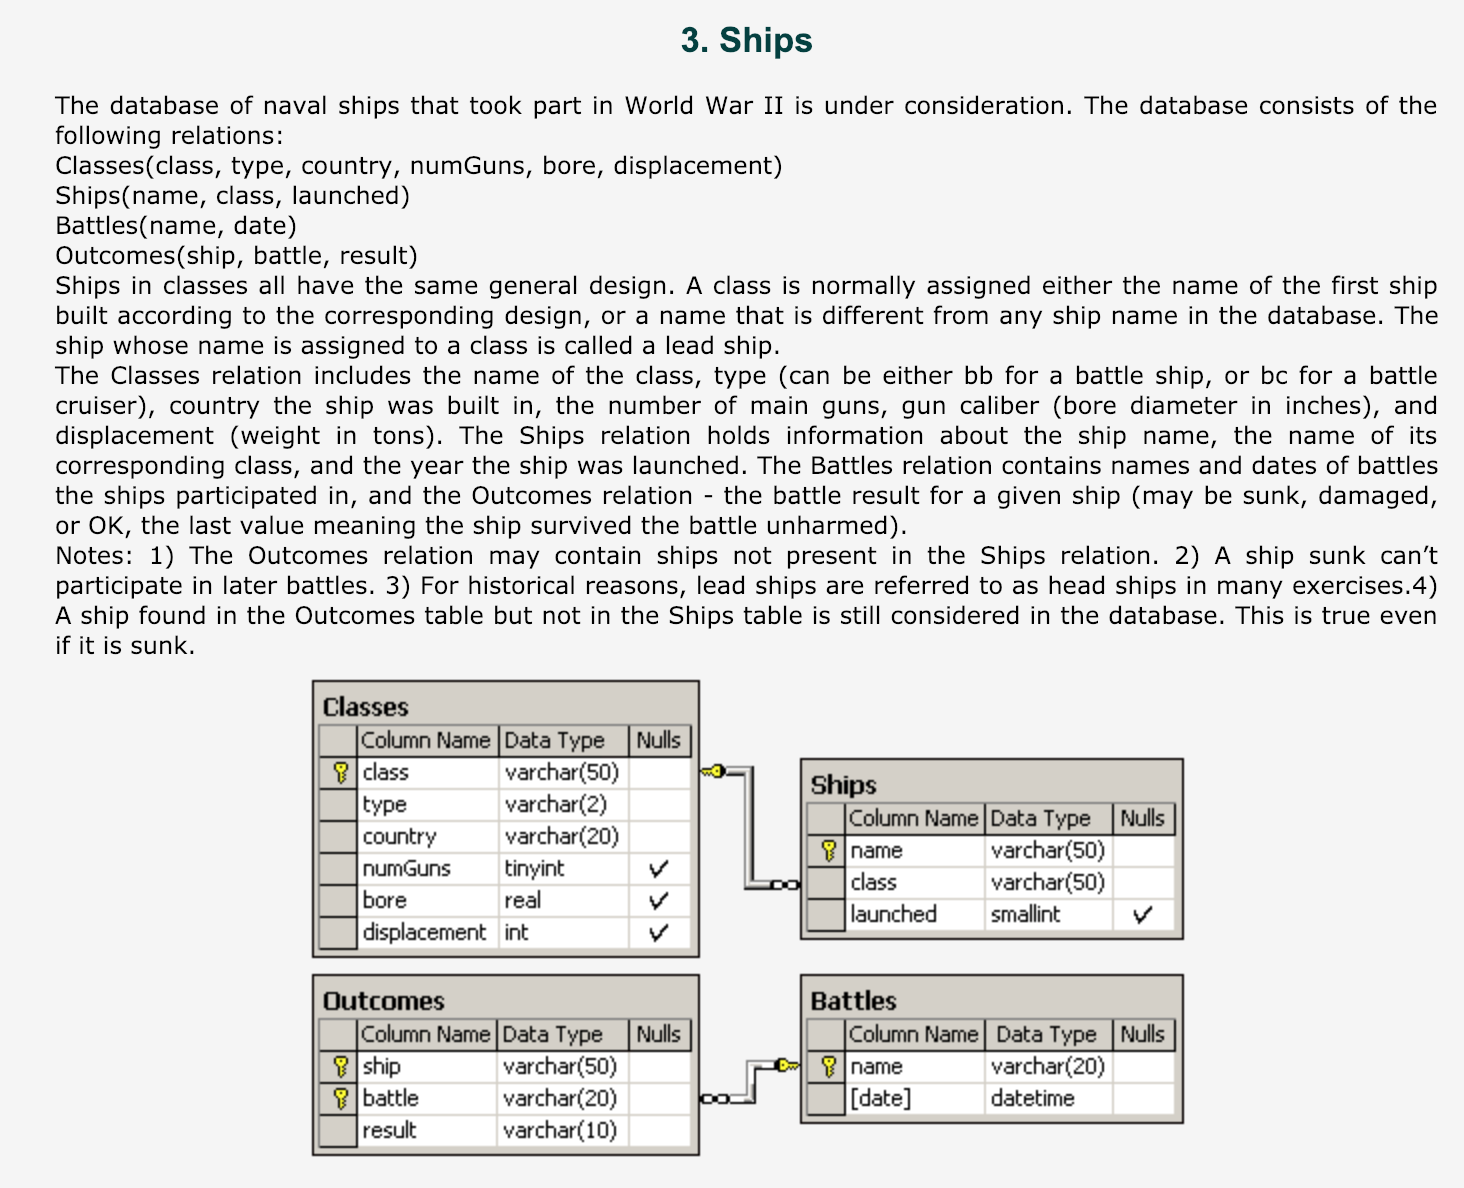 3. Ships
The database of naval ships that took part in World War II is under consideration. The database consists of the
following relations:
Classes(class, type, country, numGuns, bore, displacement)
Ships(name, class, launched)
Battles(name, date)
Outcomes(ship, battle, result)
Ships in classes all have the same general design. A class is normally assigned either the name of the first ship
built according to the corresponding design, or a name that is different from any ship name in the database. The
ship whose name is assigned to a class is called a lead ship.
The Classes relation includes the name of the class, type (can be either bb for a battle ship, or bc for a battle
cruiser), country the ship was built in, the number of main guns, gun caliber (bore diameter in inches), and
displacement (weight in tons). The Ships relation holds information about the ship name, the name of its
corresponding class, and the year the ship was launched. The Battles relation contains names and dates of battles
the ships participated in, and the Outcomes relation - the battle result for a given ship (may be sunk, damaged,
or OK, the last value meaning the ship survived the battle unharmed).
Notes: 1) The Outcomes relation may contain ships not present in the Ships relation. 2) A ship sunk can’t
participate in later battles. 3) For historical reasons, lead ships are referred to as head ships in many exercises.4)
A ship found in the Outcomes table but not in the Ships table is still considered in the database. This is true even
if it is sunk.
Classes
Column Name Data Type Nulls
class varchar(50)
type varchar(2)
country varchar(20)
numGuns tinyint ✓
bore real ✓
displacement int ✓
Ships
Column Name Data Type Nulls
name varchar(50)
class varchar(50)
launched smallint ✓
Outcomes
Column Name Data Type Nulls
ship varchar(50)
battle varchar(20)
result varchar(10)
Battles
Column Name Data Type Nulls
name varchar(20)
[date] datetime